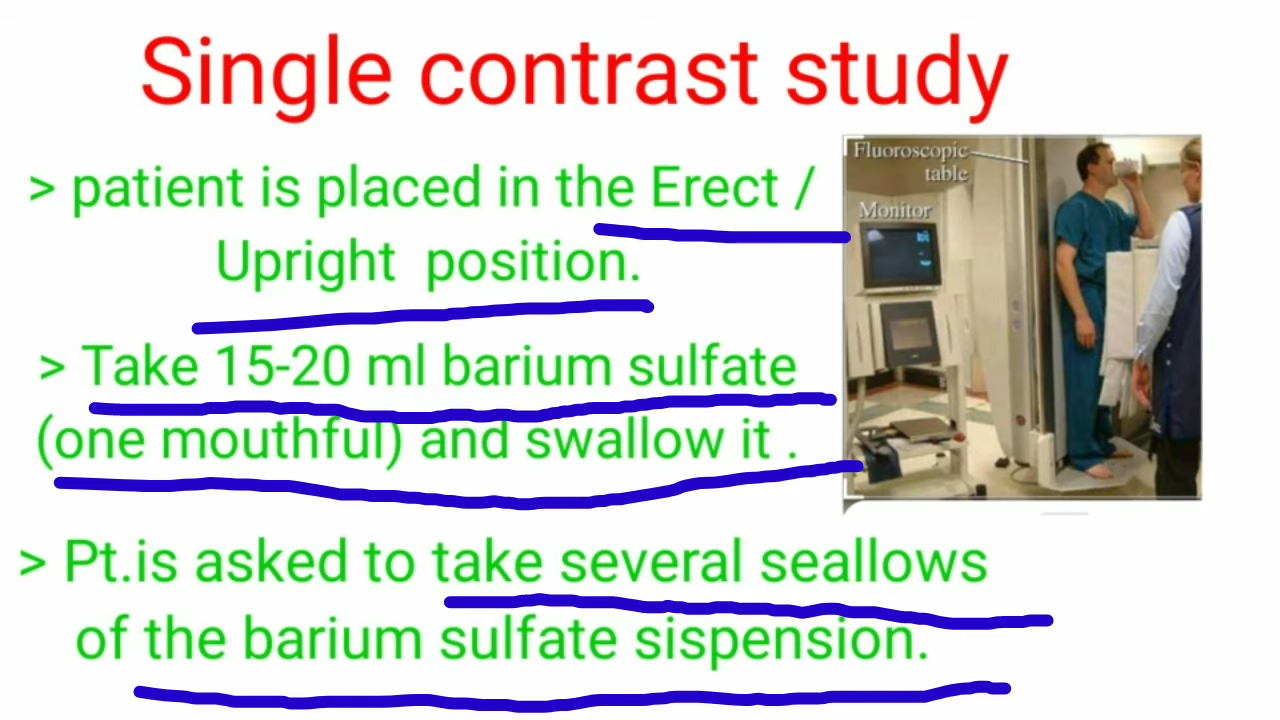 Single contrast study
> patient is placed in the Erect /
Upright position.
> Take 15-20 ml barium sulfate
(one mouthful) and swallow it .
> Pt.is asked to take several seallows
of the barium sulfate sispension.
Fluoroscopic
table
Monitor